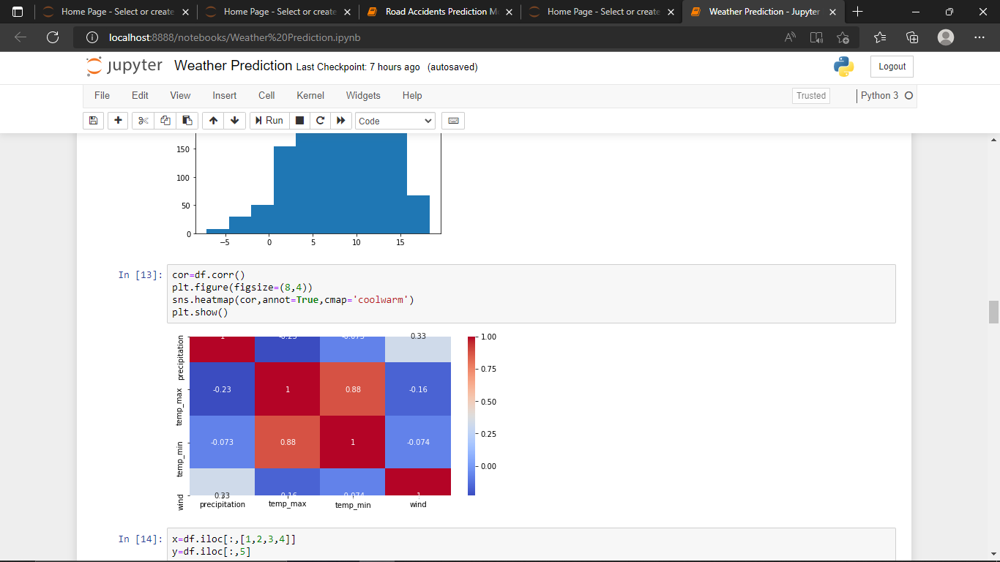 Home Page - Select or create
Home Page - Select or create
Road Accidents Prediction M
Home Page - Select or create
Weather Prediction - Jupyter
localhost:8888/notebooks/Weather%20Prediction.ipynb
jupyter Weather Prediction Last Checkpoint: 7 hours ago (autosaved)
Logout
File Edit View Insert Cell Kernel Widgets Help
Trusted
Python 3
Run
Code
150
100
50
0
−5 0 5 10 15
In [13]:
cor=df.corr()
plt.figure(figsize=(8,4))
sns.heatmap(cor,annot=True,cmap='coolwarm')
plt.show()
precipitation
1 -0.23 -0.073 0.33
temp_max
-0.23 1 0.88 -0.16
temp_min
-0.073 0.88 1 -0.074
wind
0.33 -0.16 -0.074 1
precipitation temp_max temp_min wind
1.00
0.75
0.50
0.25
0.00
In [14]:
x=df.iloc[:,[1,2,3,4]]
y=df.iloc[:,5]